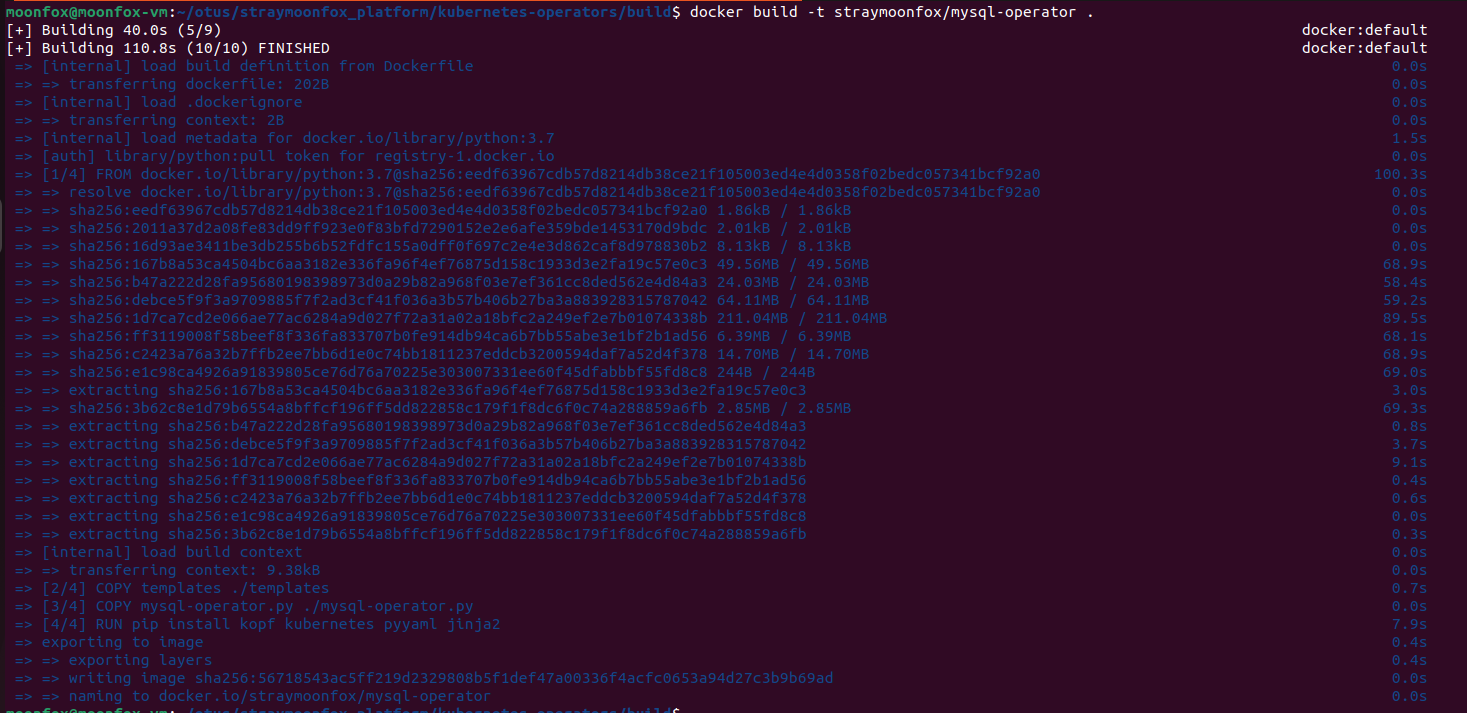 moonfox@moonfox-vm:~/otus/straymoonfox_platform/kubernetes-operators/build$ docker build -t straymoonfox/mysql-operator .
[+] Building 40.0s (5/9) docker:default
[+] Building 110.8s (10/10) FINISHED docker:default
=> [internal] load build definition from Dockerfile 0.0s
=> => transferring dockerfile: 202B 0.0s
=> [internal] load .dockerignore 0.0s
=> => transferring context: 2B 0.0s
=> [internal] load metadata for docker.io/library/python:3.7 1.5s
=> [auth] library/python:pull token for registry-1.docker.io 0.0s
=> [1/4] FROM docker.io/library/python:3.7@sha256:eedf63967cdb57d8214db38ce21f105003ed4e4d0358f02bedc057341bcf92a0 100.3s
=> => resolve docker.io/library/python:3.7@sha256:eedf63967cdb57d8214db38ce21f105003ed4e4d0358f02bedc057341bcf92a0 0.0s
=> => sha256:eedf63967cdb57d8214db38ce21f105003ed4e4d0358f02bedc057341bcf92a0 1.86kB / 1.86kB 0.0s
=> => sha256:2011a37d2a08fe83dd9ff923e0f83bfd7290152e2e6afe359bde1453170d9bdc 2.01kB / 2.01kB 0.0s
=> => sha256:16d93ae3411be3db255b6b52fdfc155a0dff0f697c2e4e3d862caf8d978830b2 8.13kB / 8.13kB 0.0s
=> => sha256:167b8a53ca4504bc6aa3182e336fa96f4ef76875d158c1933d3e2fa19c57e0c3 49.56MB / 49.56MB 68.9s
=> => sha256:b47a222d28fa95680198398973d0a29b82a968f03e7ef361cc8ded562e4d84a3 24.03MB / 24.03MB 58.4s
=> => sha256:debce5f9f3a9709885f7f2ad3cf41f036a3b57b406b27ba3a883928315787042 64.11MB / 64.11MB 59.2s
=> => sha256:1d7ca7cd2e066ae77ac6284a9d027f72a31a02a18bfc2a249ef2e7b01074338b 211.04MB / 211.04MB 89.5s
=> => sha256:ff3119008f58beef8f336fa833707b0fe914db94ca6b7bb55abe3e1bf2b1ad56 6.39MB / 6.39MB 68.1s
=> => sha256:c2423a76a32b7ffb2ee7bb6d1e0c74bb1811237eddcb3200594daf7a52d4f378 14.70MB / 14.70MB 68.9s
=> => sha256:e1c98ca4926a91839805ce76d76a70225e303007331ee60f45dfabbbf55fd8c8 244B / 244B 69.0s
=> => extracting sha256:167b8a53ca4504bc6aa3182e336fa96f4ef76875d158c1933d3e2fa19c57e0c3 3.0s
=> => sha256:3b62c8e1d79b6554a8bffcf196ff5dd822858c179f1f8dc6f0c74a288859a6fb 2.85MB / 2.85MB 69.3s
=> => extracting sha256:b47a222d28fa95680198398973d0a29b82a968f03e7ef361cc8ded562e4d84a3 0.8s
=> => extracting sha256:debce5f9f3a9709885f7f2ad3cf41f036a3b57b406b27ba3a883928315787042 3.7s
=> => extracting sha256:1d7ca7cd2e066ae77ac6284a9d027f72a31a02a18bfc2a249ef2e7b01074338b 9.1s
=> => extracting sha256:ff3119008f58beef8f336fa833707b0fe914db94ca6b7bb55abe3e1bf2b1ad56 0.4s
=> => extracting sha256:c2423a76a32b7ffb2ee7bb6d1e0c74bb1811237eddcb3200594daf7a52d4f378 0.6s
=> => extracting sha256:e1c98ca4926a91839805ce76d76a70225e303007331ee60f45dfabbbf55fd8c8 0.0s
=> => extracting sha256:3b62c8e1d79b6554a8bffcf196ff5dd822858c179f1f8dc6f0c74a288859a6fb 0.3s
=> [internal] load build context 0.0s
=> => transferring context: 9.38kB 0.0s
=> [2/4] COPY templates ./templates 0.7s
=> [3/4] COPY mysql-operator.py ./mysql-operator.py 0.0s
=> [4/4] RUN pip install kopf kubernetes pyyaml jinja2 7.9s
=> exporting to image 0.4s
=> => exporting layers 0.4s
=> => writing image sha256:56718543ac5ff219d2329808b5f1def47a00336f4acfc0653a94d27c3b9b69ad 0.0s
=> => naming to docker.io/straymoonfox/mysql-operator 0.0s
moonfox@moonfox-vm:~/otus/straymoonfox_platform/kubernetes-operators/build$